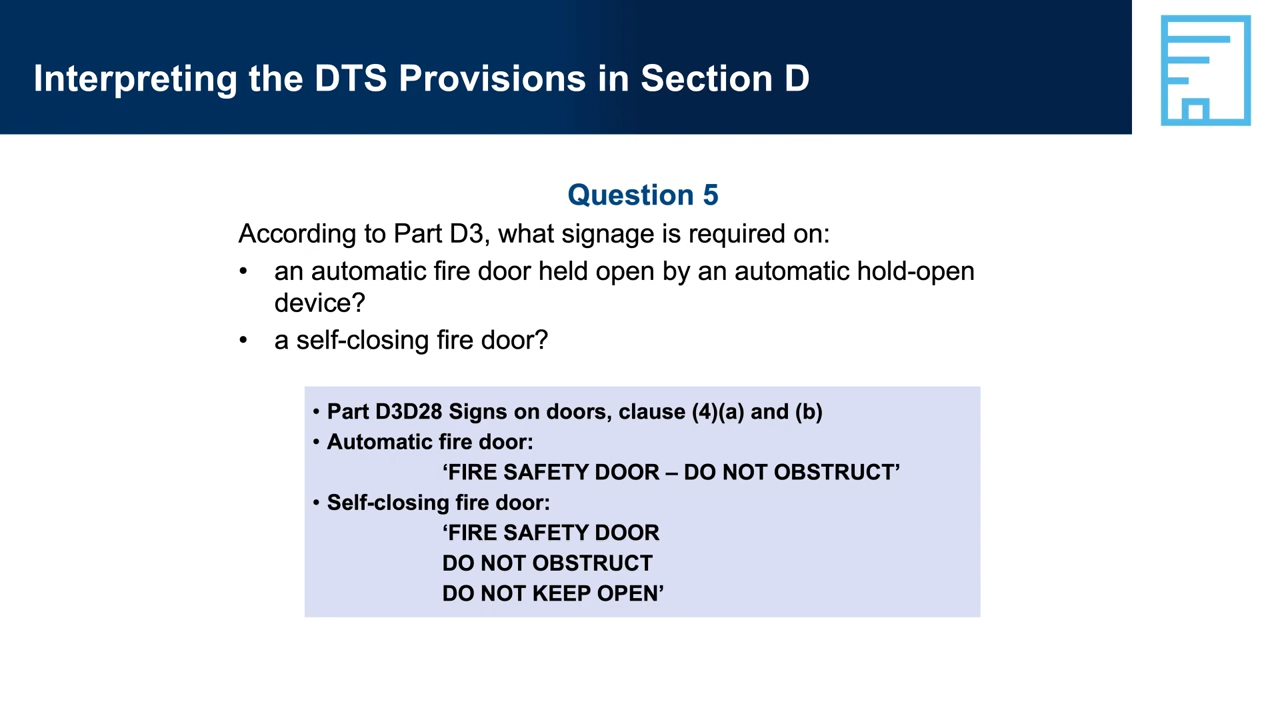 Interpreting the DTS Provisions in Section D
Question 5
According to Part D3, what signage is required on:
• an automatic fire door held open by an automatic hold-open
device?
• a self-closing fire door?
• Part D3D28 Signs on doors, clause (4)(a) and (b)
• Automatic fire door:
‘FIRE SAFETY DOOR – DO NOT OBSTRUCT’
• Self-closing fire door:
‘FIRE SAFETY DOOR
DO NOT OBSTRUCT
DO NOT KEEP OPEN’